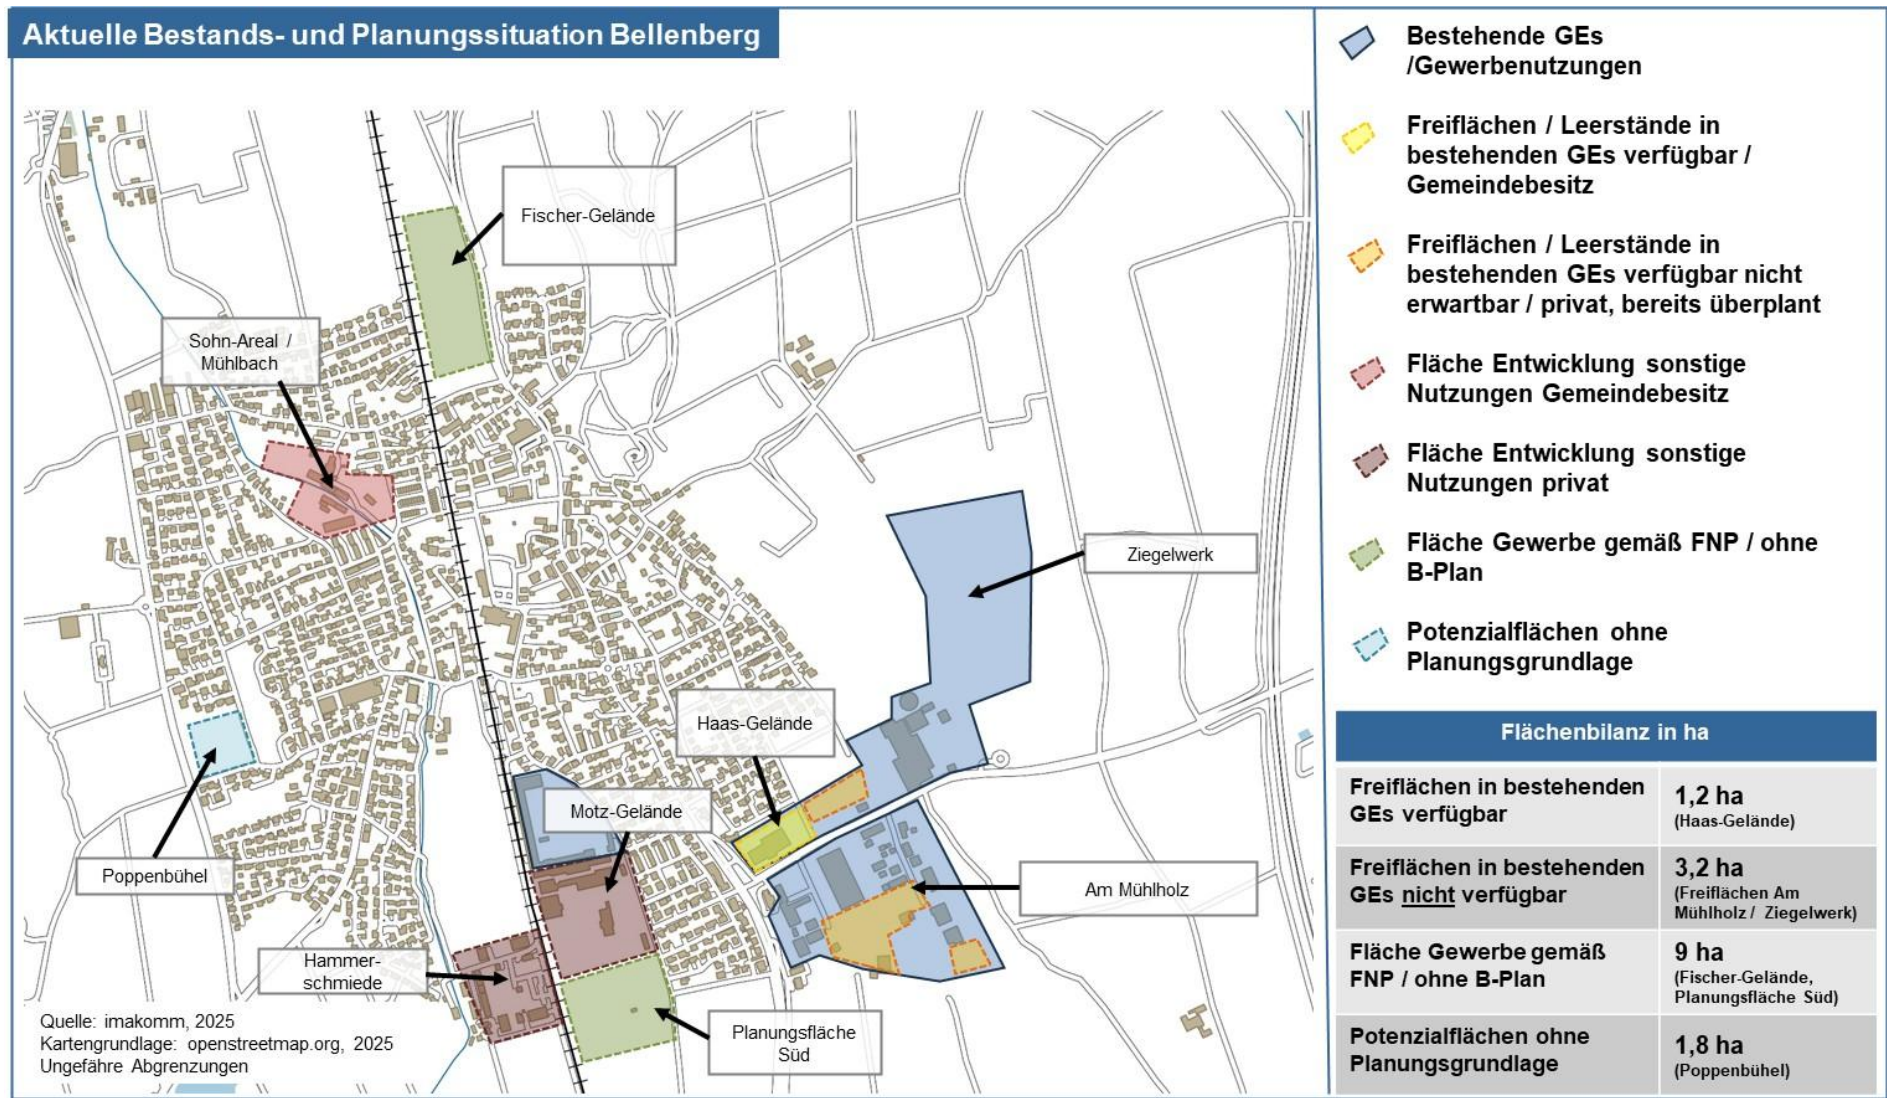 Aktuelle Bestands- und Planungssituation Bellenberg
Fischer-Gelände
Sohn-Areal /
Mühlbach
Ziegelwerk
Haas-Gelände
Motz-Gelände
Poppenbühel
Am Mühlholz
Hammer-
schmiede
Planungsfläche
Süd
Quelle: imakomm, 2025
Kartengrundlage: openstreetmap.org, 2025
Ungefähre Abgrenzungen
Bestehende GEs
/Gewerbenutzungen
Freiflächen / Leerstände in
bestehenden GEs verfügbar /
Gemeindebesitz
Freiflächen / Leerstände in
bestehenden GEs verfügbar nicht
erwartbar / privat, bereits überplant
Fläche Entwicklung sonstige
Nutzungen Gemeindebesitz
Fläche Entwicklung sonstige
Nutzungen privat
Fläche Gewerbe gemäß FNP / ohne
B-Plan
Potenzialflächen ohne
Planungsgrundlage
Flächenbilanz in ha
Freiflächen in bestehenden
GEs verfügbar
1,2 ha
(Haas-Gelände)
Freiflächen in bestehenden
GEs nicht verfügbar
3,2 ha
(Freiflächen Am
Mühlholz / Ziegelwerk)
Fläche Gewerbe gemäß
FNP / ohne B-Plan
9 ha
(Fischer-Gelände,
Planungsfläche Süd)
Potenzialflächen ohne
Planungsgrundlage
1,8 ha
(Poppenbühel)